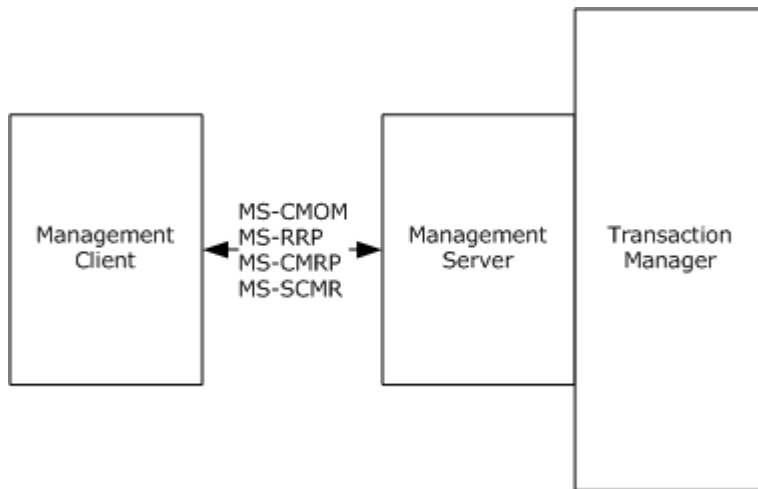 Management
Client
MS-CMOM
MS-RRP
MS-CMRP
MS-SCMR
Management
Server
Transaction
Manager